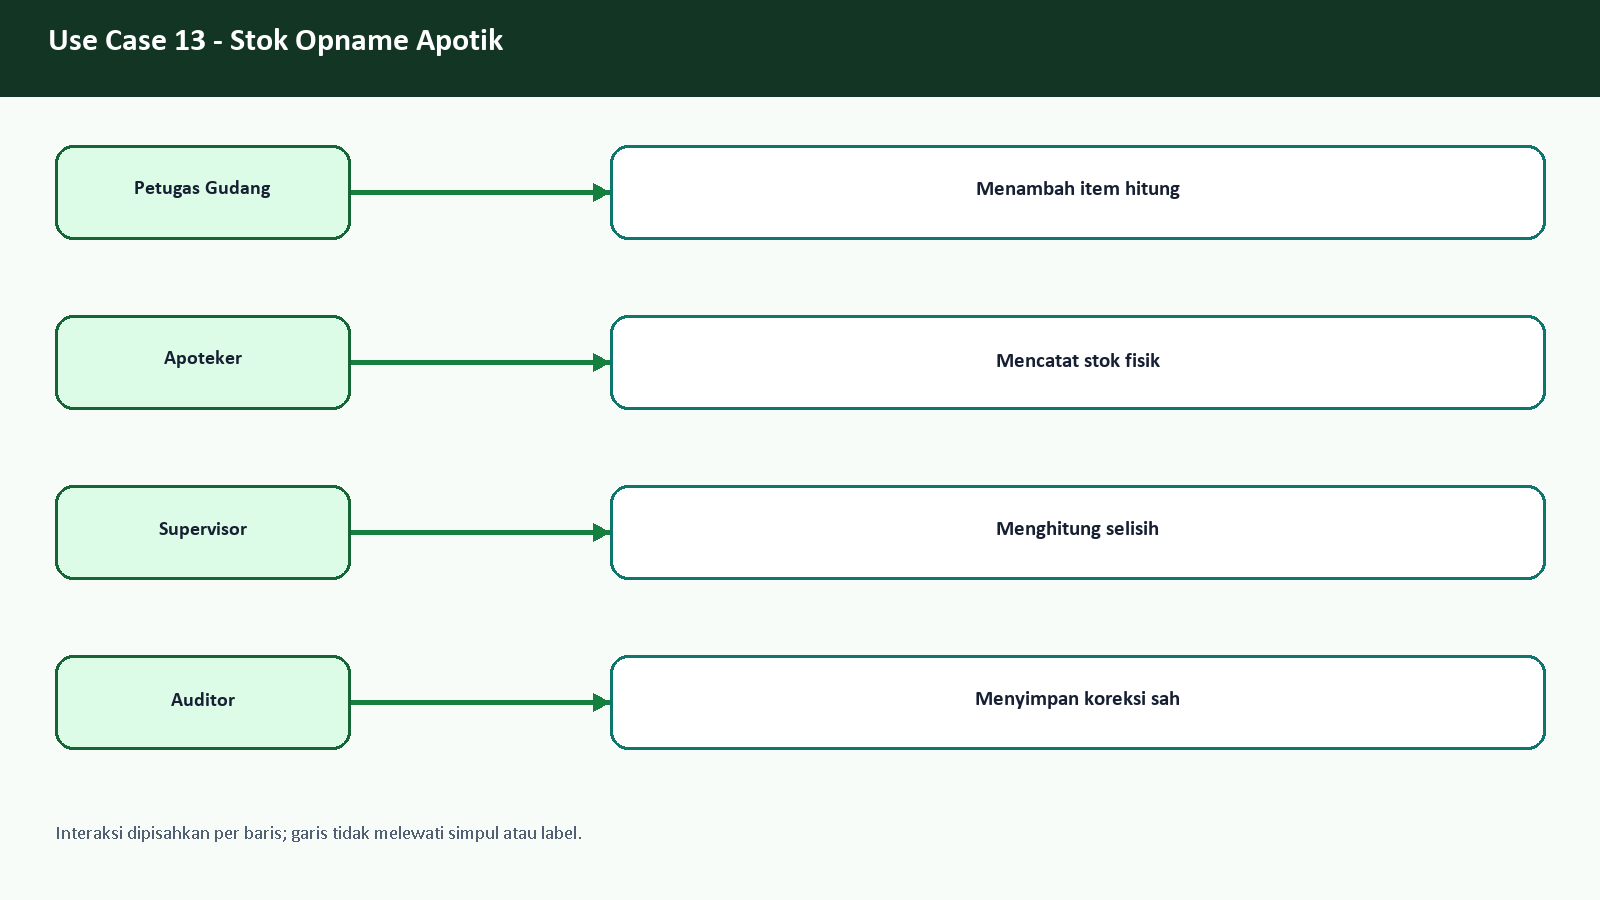 Use Case 13 - Stok Opname Apotik
Petugas Gudang
Menambah item hitung
Apoteker
Mencatat stok fisik
Supervisor
Menghitung selisih
Auditor
Menyimpan koreksi sah
Interaksi dipisahkan per baris; garis tidak melewati simpul atau label.